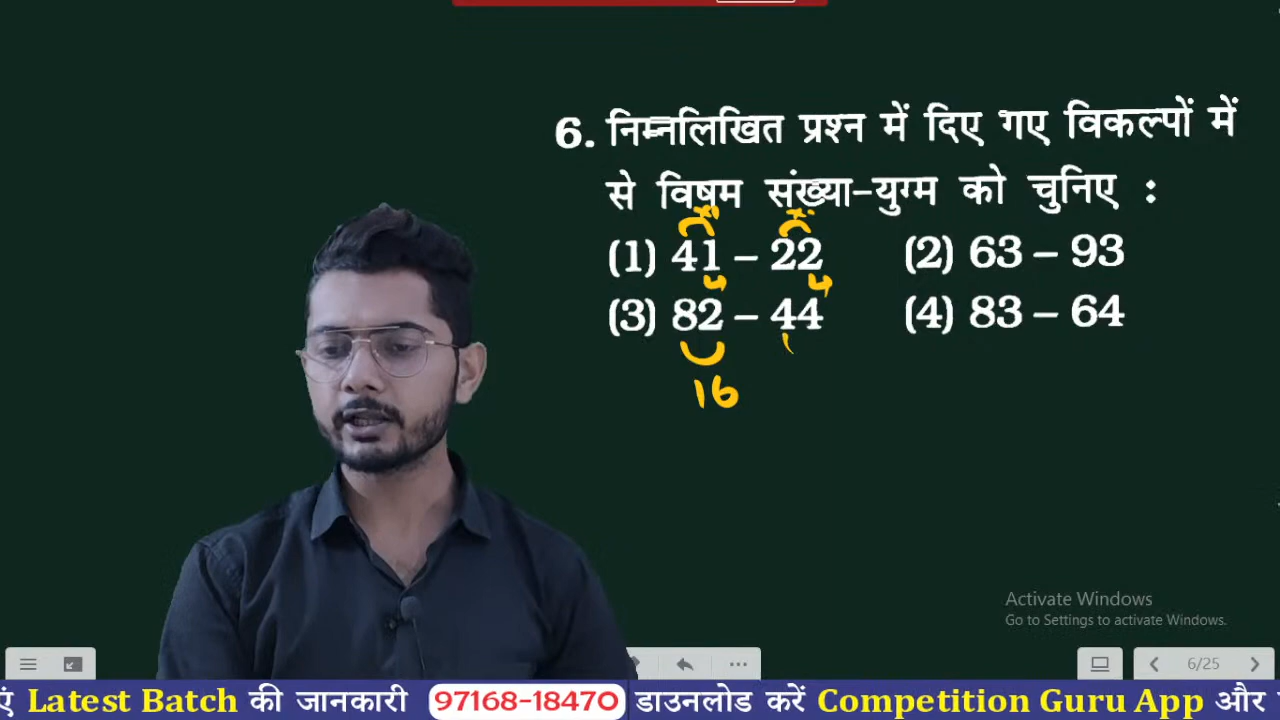 6. निम्नलिखित प्रश्न में दिए गए विकल्पों में
से विषम संख्या-युग्म को चुनिए :
(1) 41 – 22 (2) 63 – 93
4 4
(3) 82 – 44 (4) 83 – 64
16
Activate Windows
Go to Settings to activate Windows.
6/25
एं Latest Batch की जानकारी 97168-18470 डाउनलोड करें Competition Guru App और